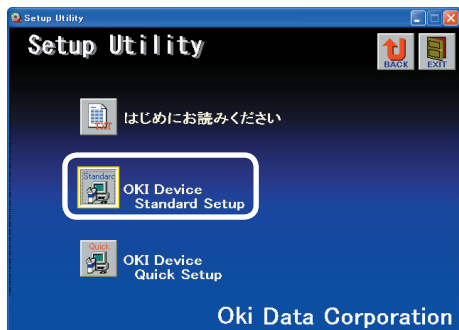 Setup Utility
Setup Utility
BACK
EXIT
TXT
はじめにお読みください
Standard
OKI Device
Standard Setup
Quick
OKI Device
Quick Setup
Oki Data Corporation